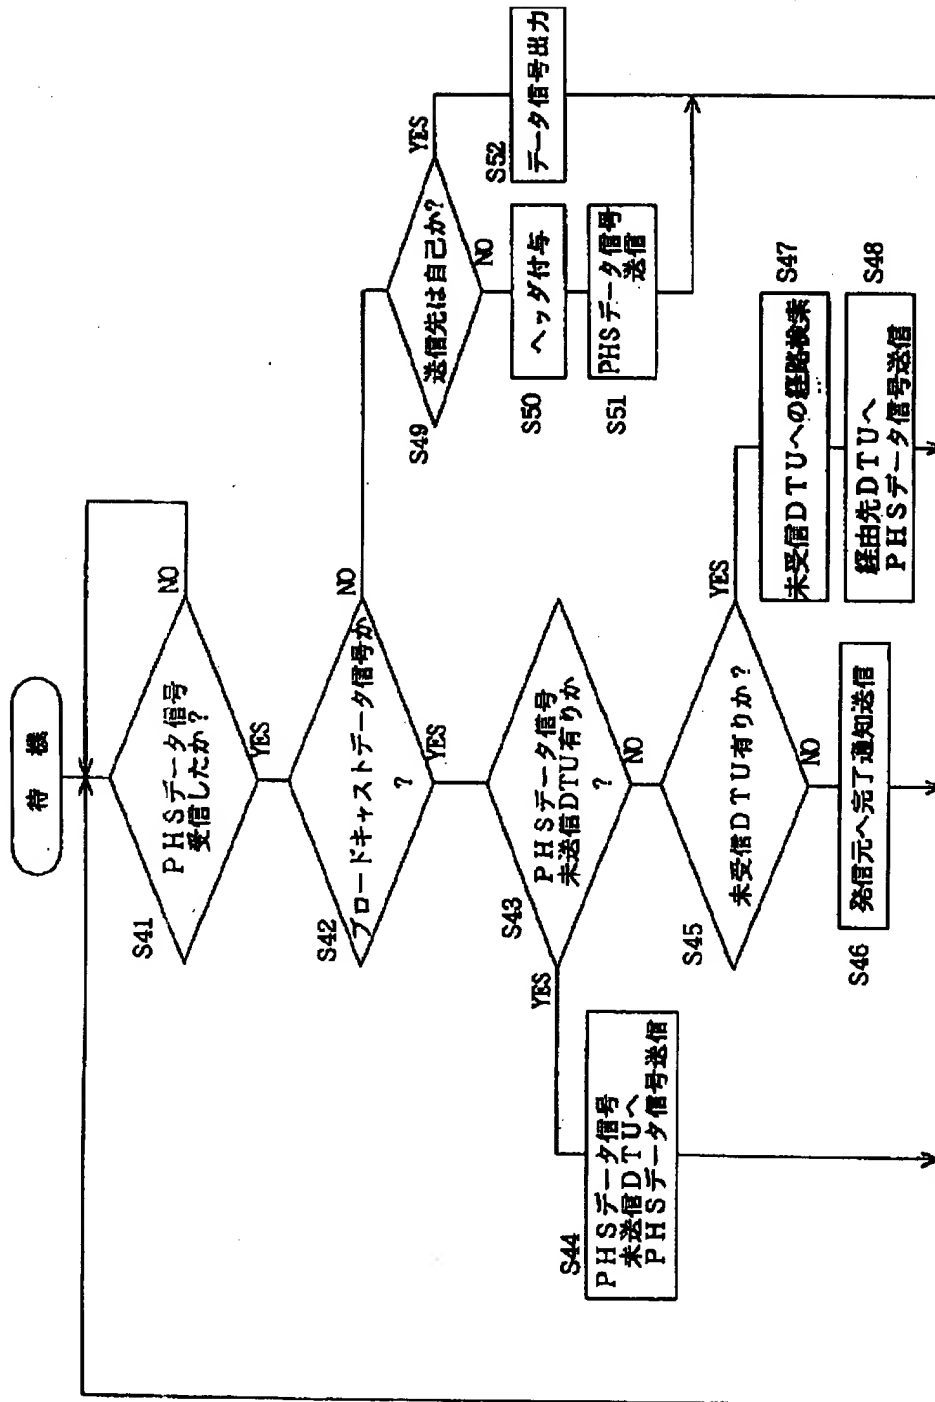 待 機
PHSデータ信号
受信したか?
S41
NO
YES
ブロードキャストデータ信号か
?
S42
NO
YES
送信先は自己か?
S49
YES
NO
S52
データ信号出力
S50
ヘッダ付与
S51
PHSデータ信号
送信
PHSデータ信号
未送信DTU有りか
?
S43
YES
NO
S44
PHSデータ信号
未送信DTUへ
PHSデータ信号送信
未受信DTU有りか?
S45
YES
NO
S46
発信元へ完了通知送信
S47
未受信DTUへの経路検索
S48
経由先DTUへ
PHSデータ信号送信